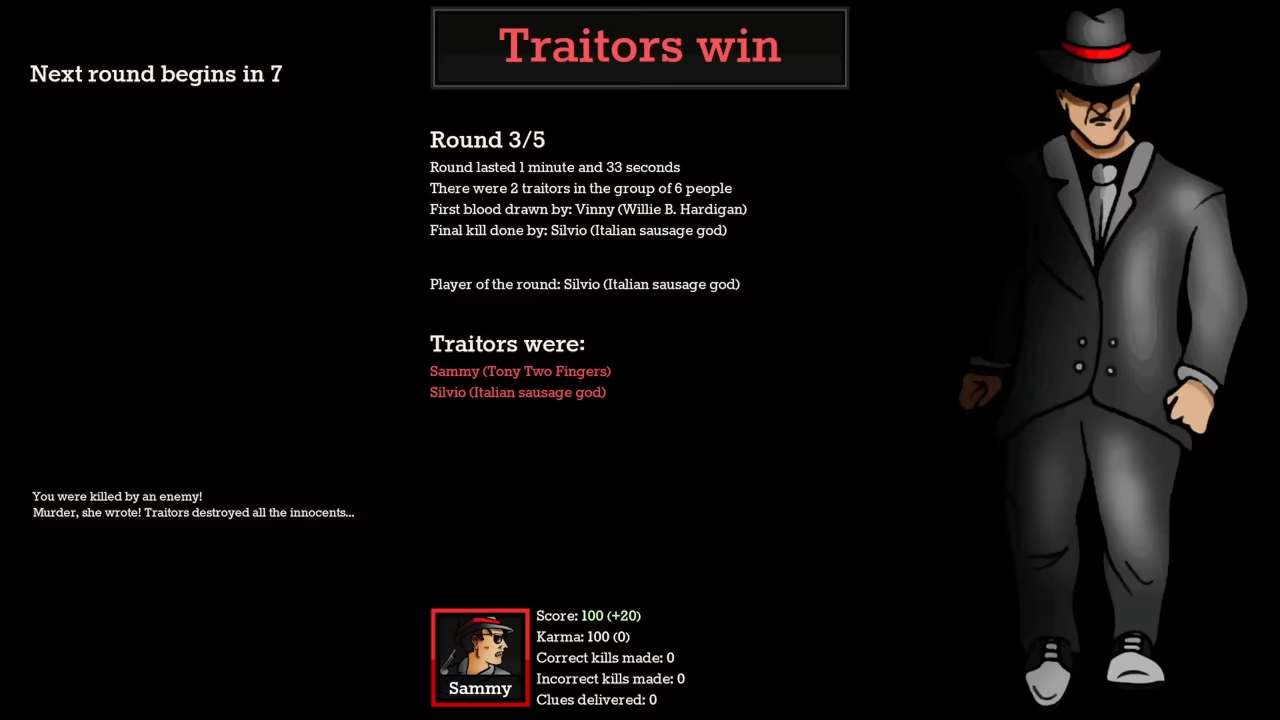 Traitors win
Next round begins in 7
Round 3/5
Round lasted 1 minute and 33 seconds
There were 2 traitors in the group of 6 people
First blood drawn by: Vinny (Willie B. Hardigan)
Final kill done by: Silvio (Italian sausage god)
Player of the round: Silvio (Italian sausage god)
Traitors were:
Sammy (Tony Two Fingers)
Silvio (Italian sausage god)
You were killed by an enemy!
Murder, she wrote! Traitors destroyed all the innocents...
Sammy
Score: 100 (+20)
Karma: 100 (0)
Correct kills made: 0
Incorrect kills made: 0
Clues delivered: 0